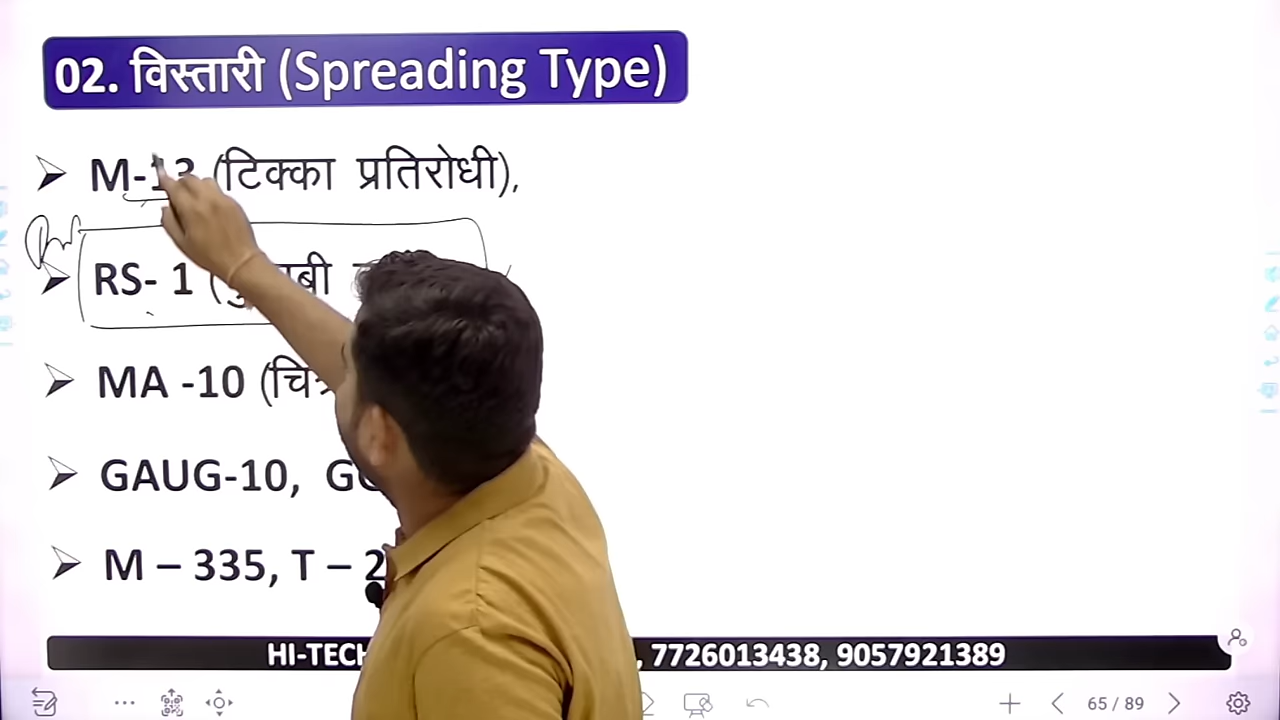 02. विस्तारी (Spreading Type)
M-13 (टिक्का प्रतिरोधी),
RS- 1 (
MA -10
GAUG-10,
M – 335, T –
HI-TECH , 7726013438, 9057921389
65 / 89